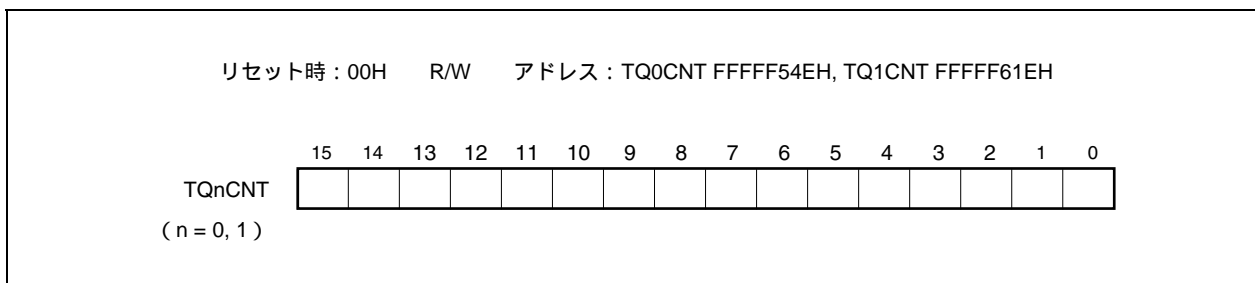 リセット時：00H　　R/W　　アドレス：TQ0CNT FFFFF54EH, TQ1CNT FFFFF61EH
15 14 13 12 11 10 9 8 7 6 5 4 3 2 1 0
TQnCNT
（n = 0, 1）